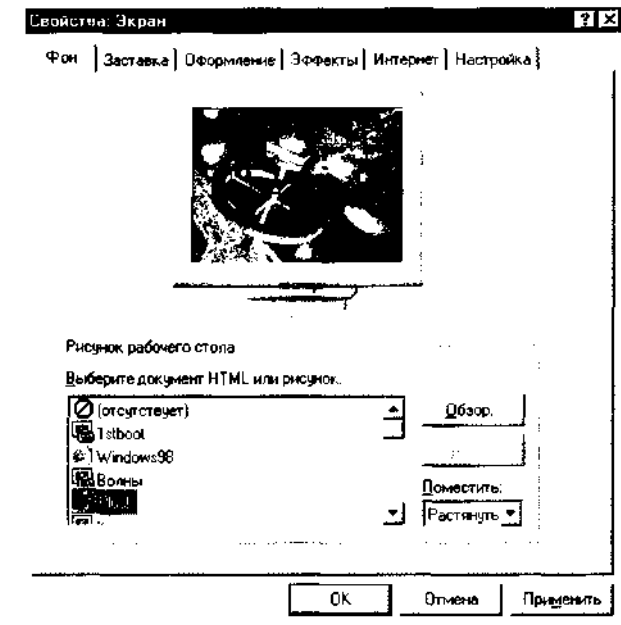 Свойства: Экран
Фон Заставка Оформление Эффекты Интернет Настройка
Рисунок рабочего стола
Выберите документ HTML или рисунок.
(отсутствует)
1stboot
Windows98
Волны
Обзор.
Поместить:
Растянуть
OK Отмена Применить